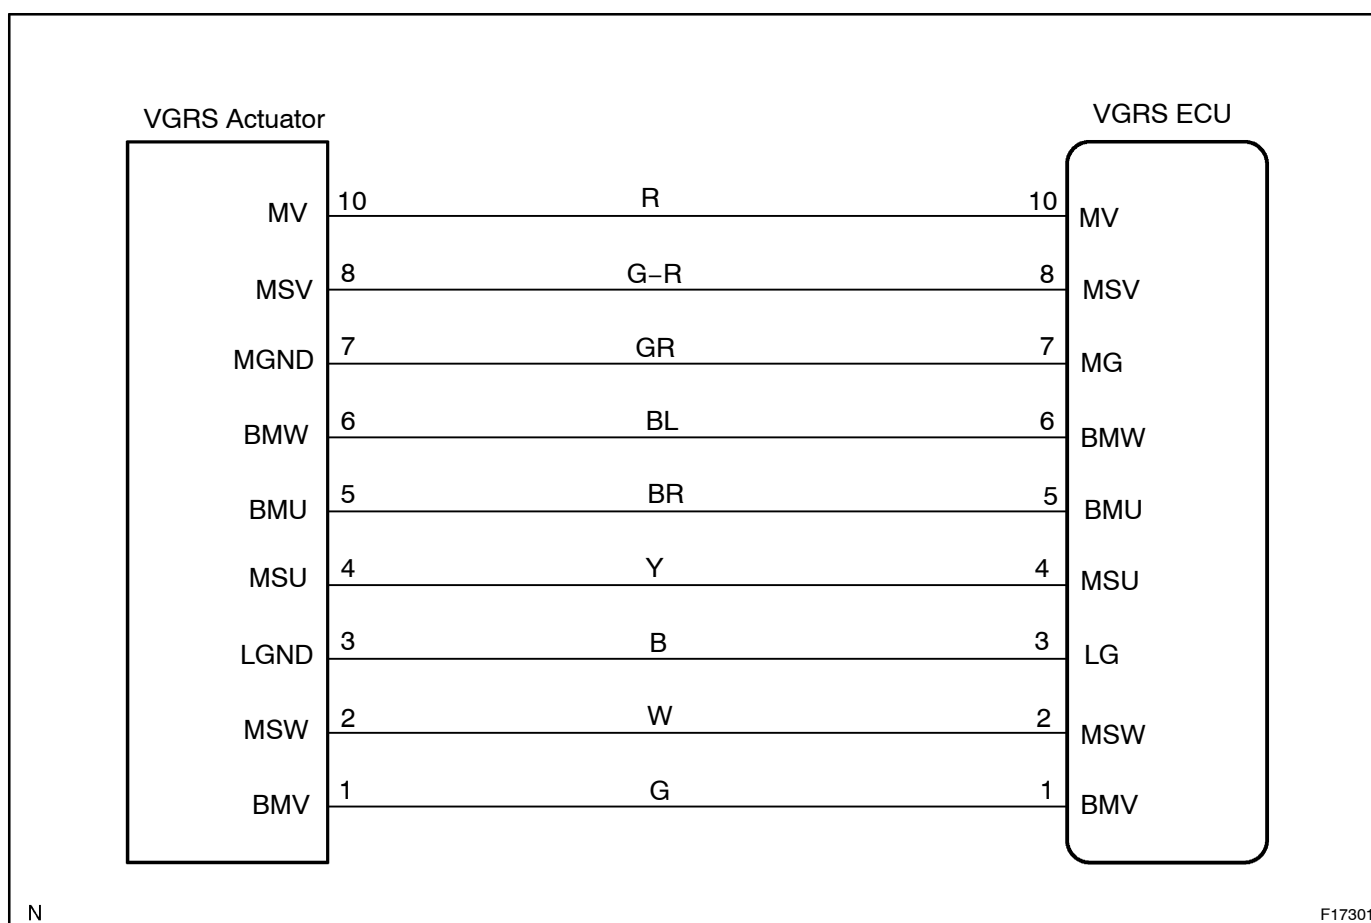 VGRS Actuator VGRS ECU
MV 10 R 10 MV
MSV 8 G−R 8 MSV
MGND 7 GR 7 MG
BMW 6 BL 6 BMW
BMU 5 BR 5 BMU
MSU 4 Y 4 MSU
LGND 3 B 3 LG
MSW 2 W 2 MSW
BMV 1 G 1 BMV
N F17301